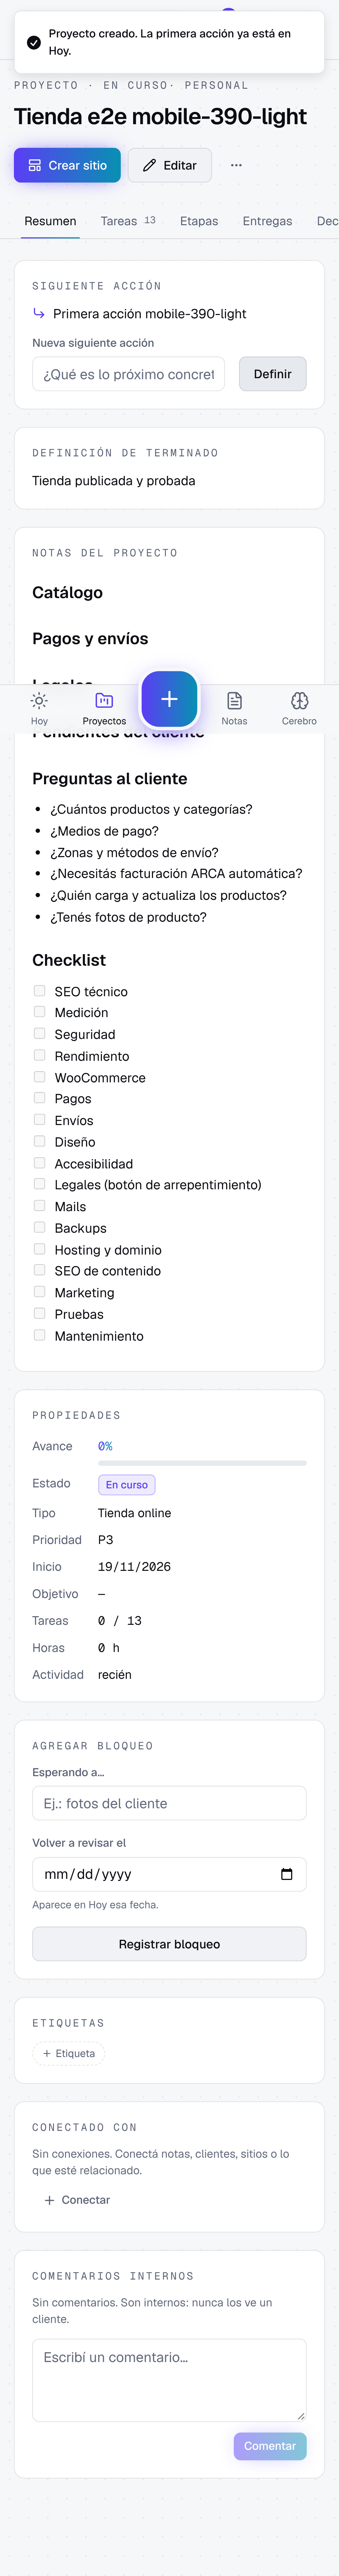 Proyecto creado. La primera acción ya está en
Hoy.
PROYECTO · EN CURSO · PERSONAL
Tienda e2e mobile-390-light
Crear sitio
Editar
Resumen
Tareas 13
Etapas
Entregas
Dec
SIGUIENTE ACCIÓN
Primera acción mobile-390-light
Nueva siguiente acción
¿Qué es lo próximo concret
Definir
DEFINICIÓN DE TERMINADO
Tienda publicada y probada
NOTAS DEL PROYECTO
Catálogo
Pagos y envíos
Legales
Hoy
Proyectos
Notas
Cerebro
Pendientes del cliente
Preguntas al cliente
• ¿Cuántos productos y categorías?
• ¿Medios de pago?
• ¿Zonas y métodos de envío?
• ¿Necesitás facturación ARCA automática?
• ¿Quién carga y actualiza los productos?
• ¿Tenés fotos de producto?
Checklist
SEO técnico
Medición
Seguridad
Rendimiento
WooCommerce
Pagos
Envíos
Diseño
Accesibilidad
Legales (botón de arrepentimiento)
Mails
Backups
Hosting y dominio
SEO de contenido
Marketing
Pruebas
Mantenimiento
PROPIEDADES
Avance 0%
Estado En curso
Tipo Tienda online
Prioridad P3
Inicio 19/11/2026
Objetivo —
Tareas 0 / 13
Horas 0 h
Actividad recién
AGREGAR BLOQUEO
Esperando a…
Ej.: fotos del cliente
Volver a revisar el
mm/dd/yyyy
Aparece en Hoy esa fecha.
Registrar bloqueo
ETIQUETAS
+ Etiqueta
CONECTADO CON
Sin conexiones. Conectá notas, clientes, sitios o lo
que esté relacionado.
+ Conectar
COMENTARIOS INTERNOS
Sin comentarios. Son internos: nunca los ve un
cliente.
Escribí un comentario…
Comentar